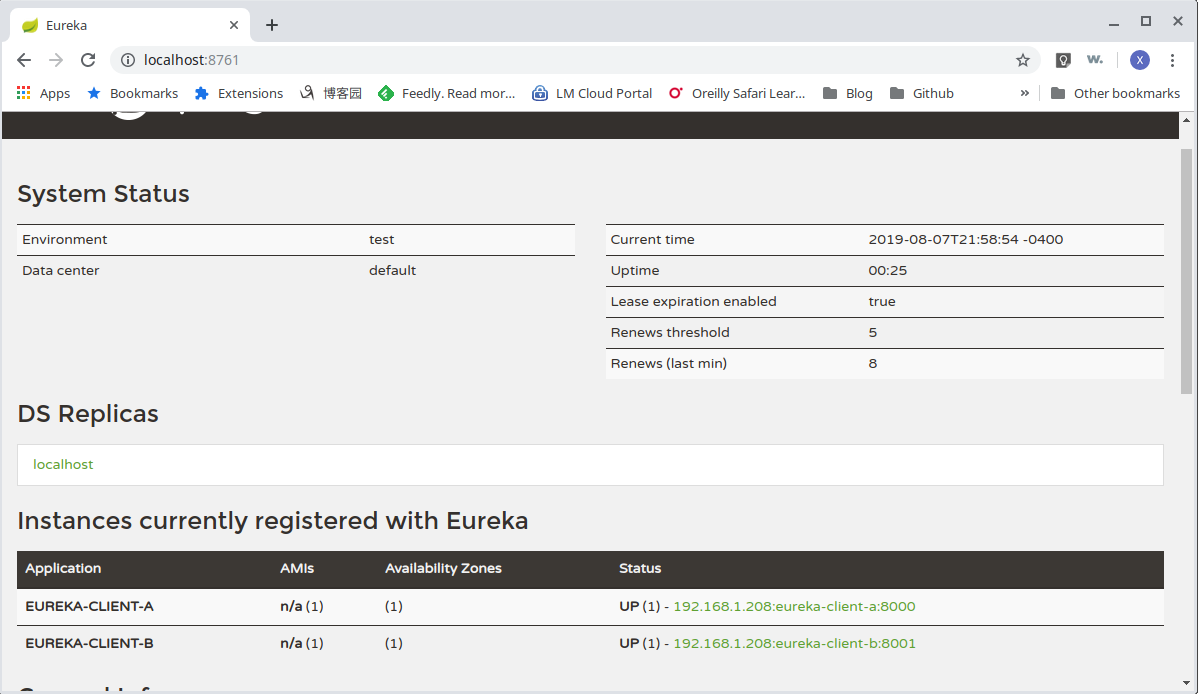 Eureka
localhost:8761
W.
X
Apps Bookmarks Extensions 博客园 Feedly. Read mor... LM Cloud Portal Oreilly Safari Lear... Blog Github » Other bookmarks
System Status
Environment test
Data center default
Current time 2019-08-07T21:58:54 -0400
Uptime 00:25
Lease expiration enabled true
Renews threshold 5
Renews (last min) 8
DS Replicas
localhost
Instances currently registered with Eureka
Application AMIs Availability Zones Status
EUREKA-CLIENT-A n/a (1) (1) UP (1) - 192.168.1.208:eureka-client-a:8000
EUREKA-CLIENT-B n/a (1) (1) UP (1) - 192.168.1.208:eureka-client-b:8001